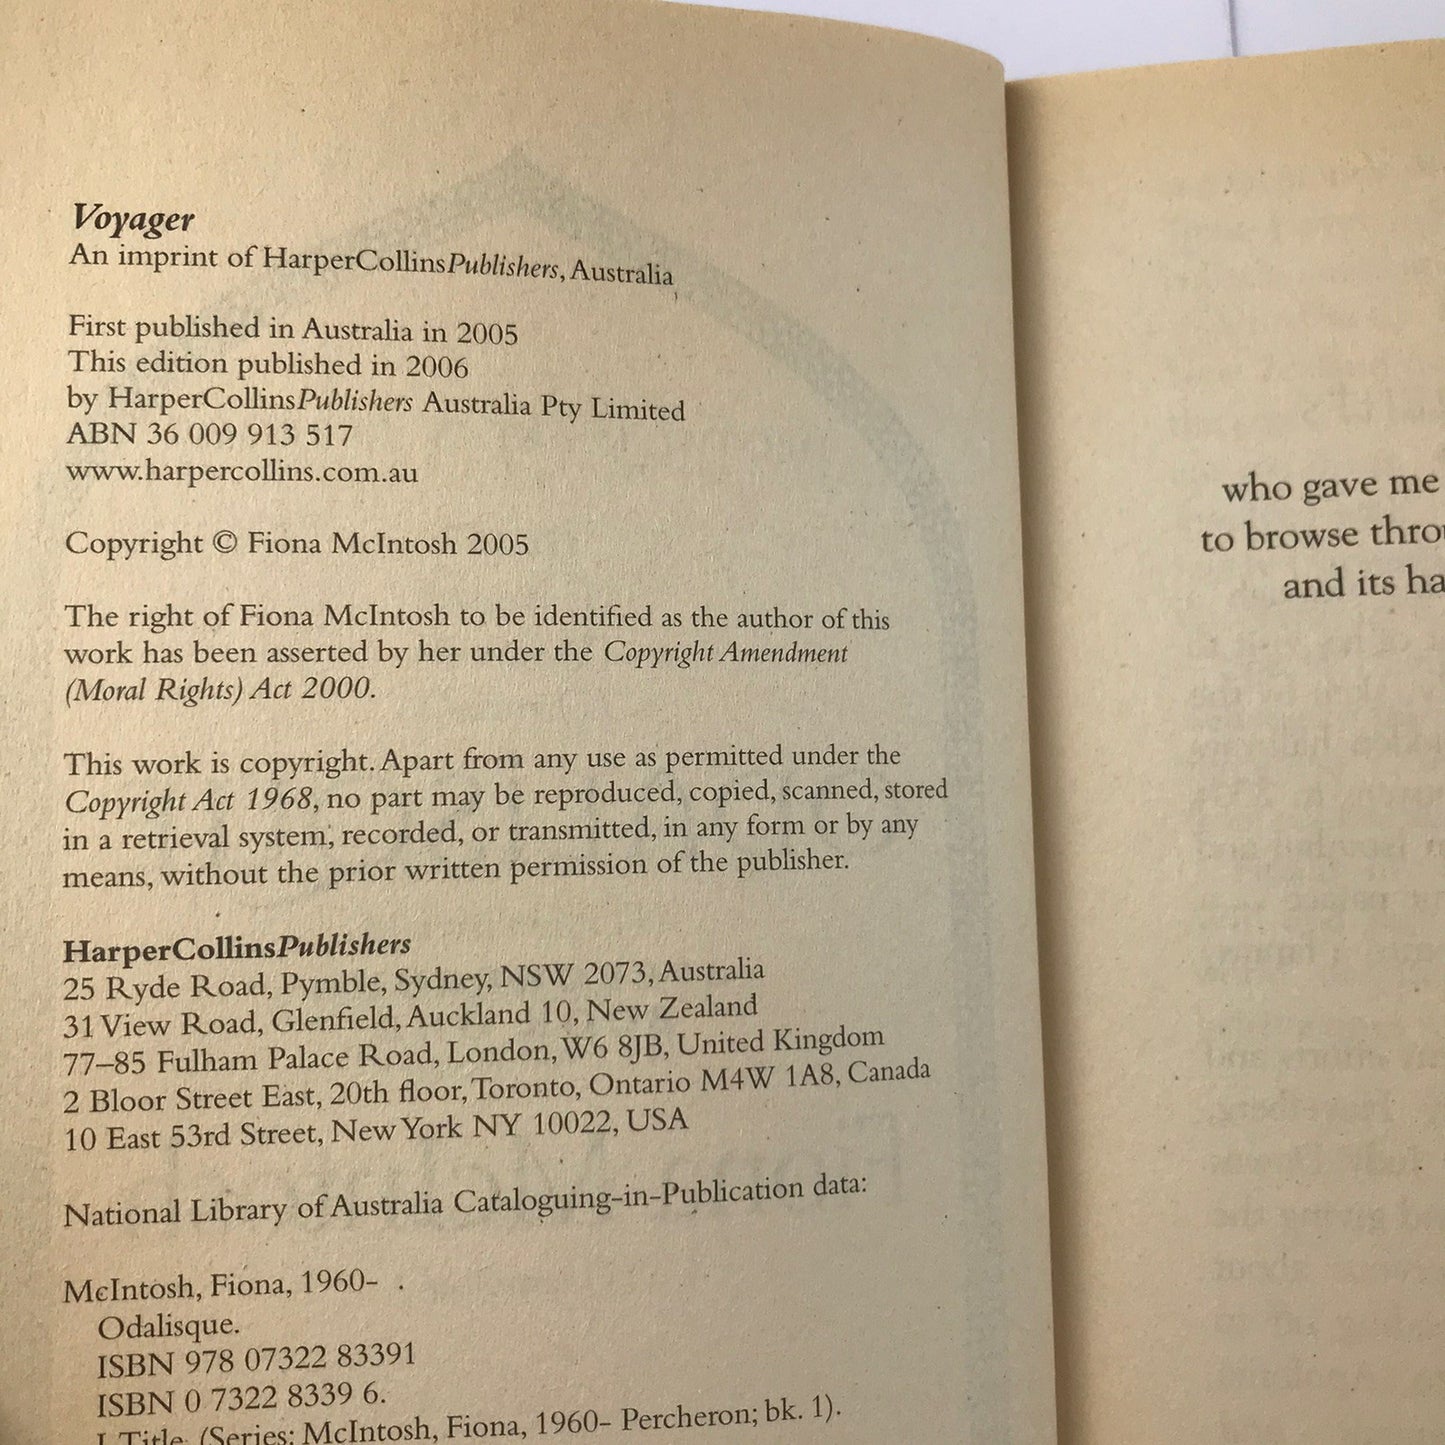 Voyager
An imprint of HarperCollinsPublishers, Australia
First published in Australia in 2005
This edition published in 2006
by HarperCollinsPublishers Australia Pty Limited
ABN 36 009 913 517
www.harpercollins.com.au
Copyright © Fiona McIntosh 2005
The right of Fiona McIntosh to be identified as the author of this
work has been asserted by her under the Copyright Amendment
(Moral Rights) Act 2000.
This work is copyright. Apart from any use as permitted under the
Copyright Act 1968, no part may be reproduced, copied, scanned, stored
in a retrieval system, recorded, or transmitted, in any form or by any
means, without the prior written permission of the publisher.
HarperCollinsPublishers
25 Ryde Road, Pymble, Sydney, NSW 2073, Australia
31 View Road, Glenfield, Auckland 10, New Zealand
77–85 Fulham Palace Road, London, W6 8JB, United Kingdom
2 Bloor Street East, 20th floor, Toronto, Ontario M4W 1A8, Canada
10 East 53rd Street, New York NY 10022, USA
National Library of Australia Cataloguing-in-Publication data:
McIntosh, Fiona, 1960– .
Odalisque.
ISBN 978 07322 83391
ISBN 0 7322 8339 6.
I. Title. (Series: McIntosh, Fiona, 1960– Percheron; bk. 1).
who gave me
to browse
and its